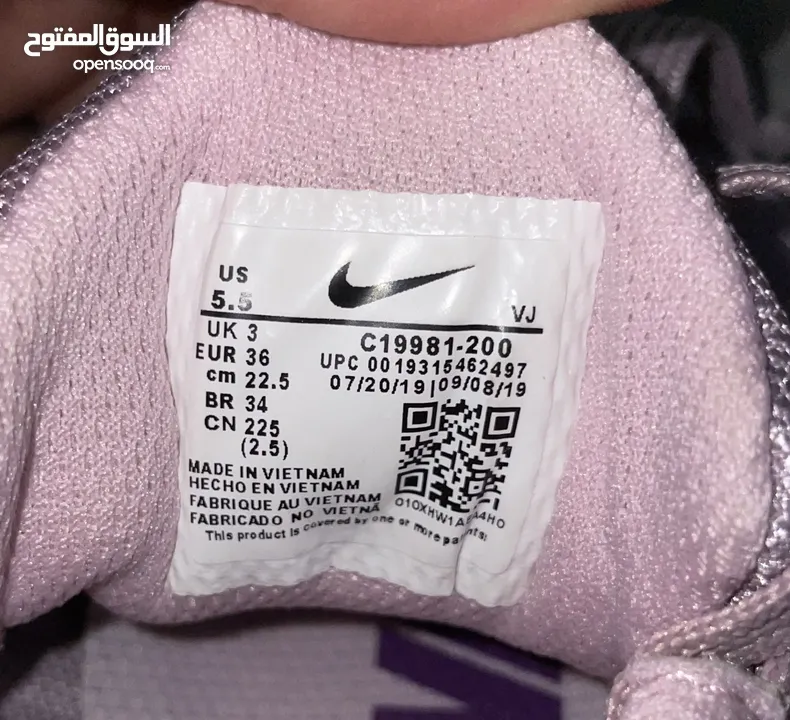 السوق المفتوح
opensooq.com
US
5.5
VJ
UK 3
EUR 36
cm 22.5
BR 34
CN 225
(2.5)
C19981-200
UPC 0019315462497
07/20/19|09/08/19
MADE IN VIETNAM
HECHO EN VIETNAM
FABRIQUE AU VIETNAM
FABRICADO NO VIETNA
This product is covered by one or more